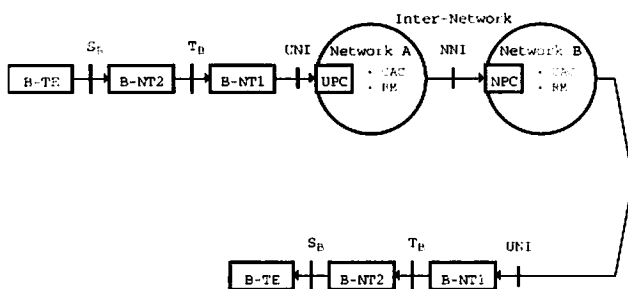 Inter-Network
S_B
T_B
UNI
Network A
NNI
Network B
B-TE
B-NT2
B-NT1
UPC
· CAC
· RM
NPC
· CAC
· RM
S_B
T_B
UNI
B-TE
B-NT2
B-NT1